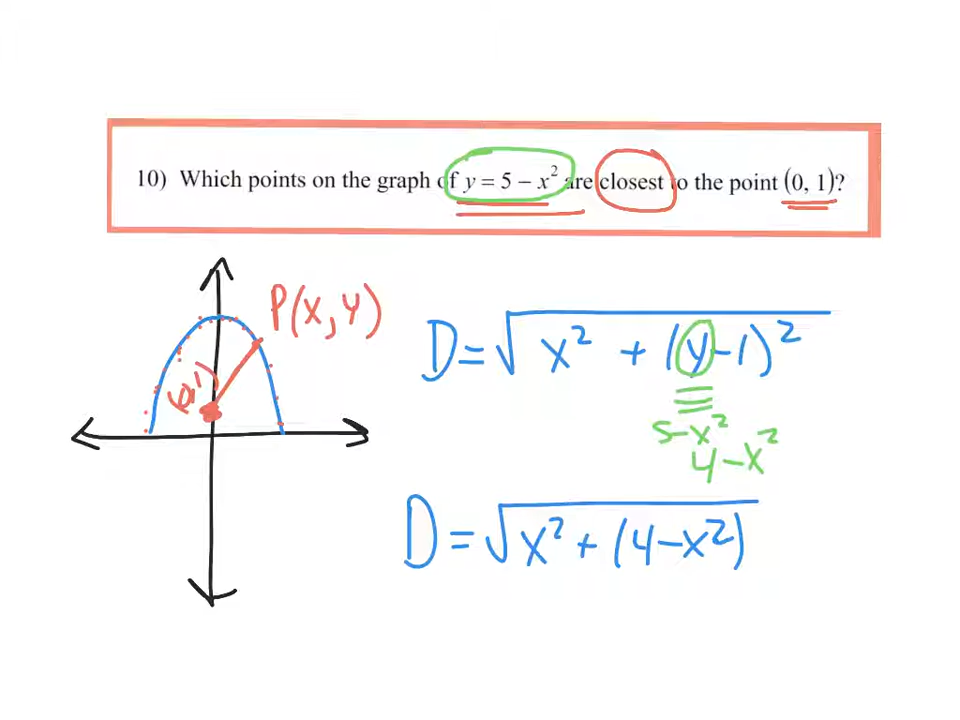 10) Which points on the graph of y = 5 − x² are closest to the point (0, 1)?
P(x, y)
(0,1)
D = √x² + (y-1)²
5-x²
4-x²
D = √x² + (4-x²)